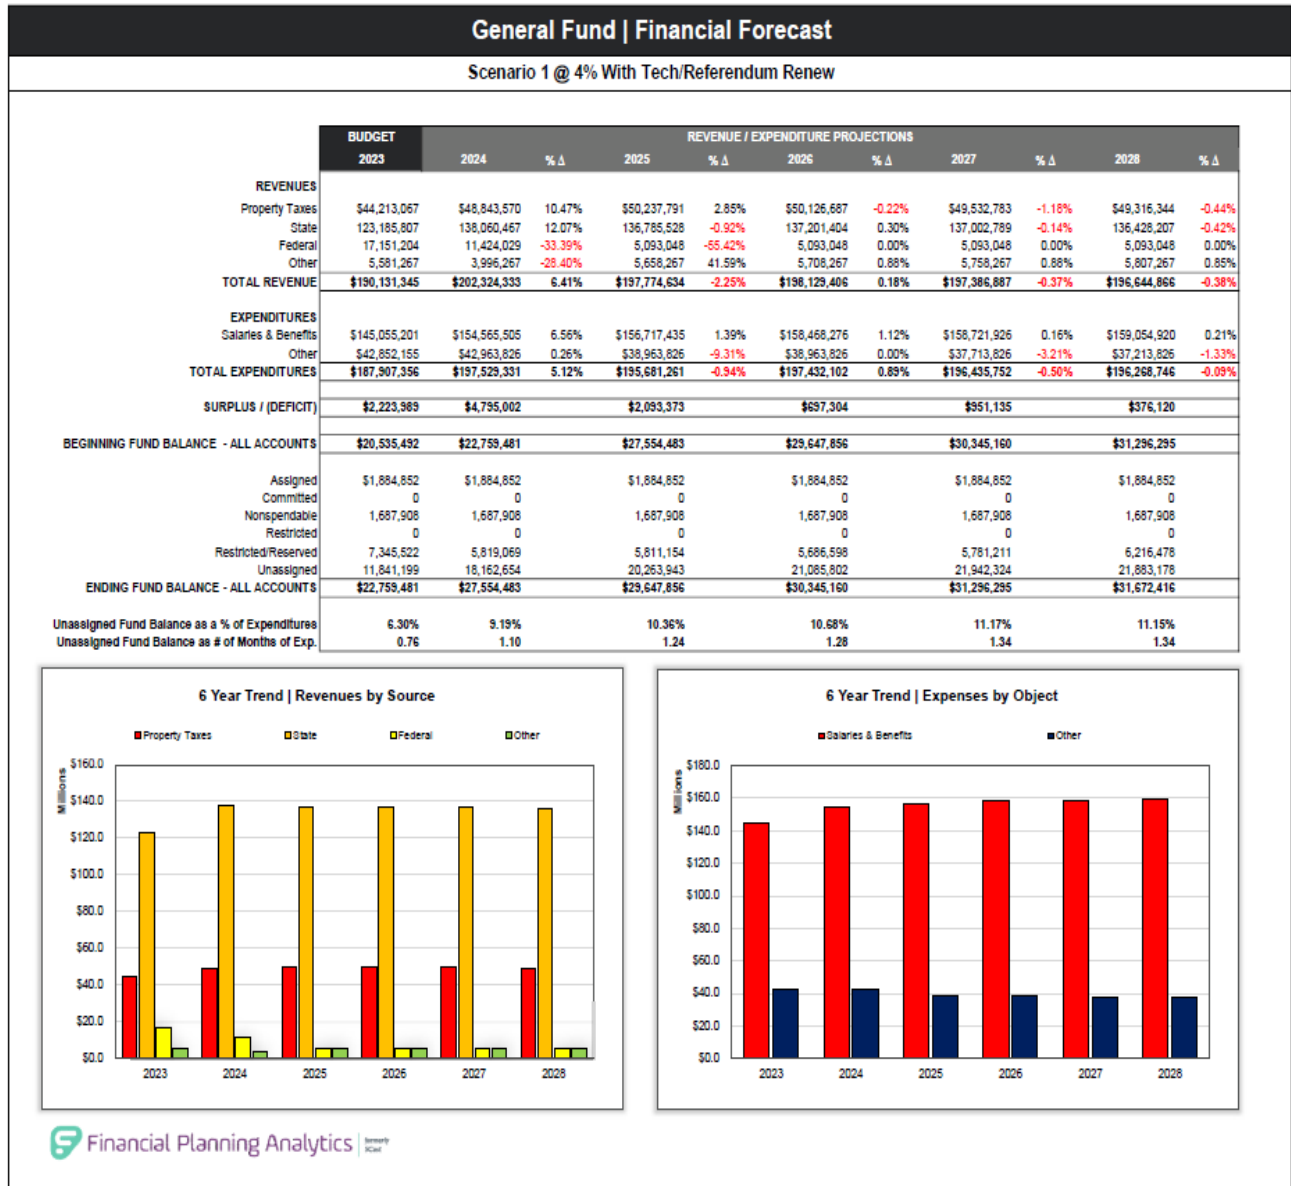 General Fund | Financial Forecast
Scenario 1 @ 4% With Tech/Referendum Renew
BUDGET REVENUE / EXPENDITURE PROJECTIONS
2023 2024 % Δ 2025 % Δ 2026 % Δ 2027 % Δ 2028 % Δ
REVENUES
Property Taxes $44,213,067 $48,843,570 10.47% $50,237,791 2.85% $50,126,687 -0.22% $49,532,783 -1.18% $49,316,344 -0.44%
State 123,185,807 138,060,467 12.07% 136,785,528 -0.92% 137,201,404 0.30% 137,002,789 -0.14% 136,428,207 -0.42%
Federal 17,151,204 11,424,029 -33.39% 5,093,048 -55.42% 5,093,048 0.00% 5,093,048 0.00% 5,093,048 0.00%
Other 5,581,267 3,996,267 -28.40% 5,658,267 41.59% 5,708,267 0.88% 5,758,267 0.88% 5,807,267 0.85%
TOTAL REVENUE $190,131,345 $202,324,333 6.41% $197,774,634 -2.25% $198,129,406 0.18% $197,386,887 -0.37% $196,644,866 -0.38%
EXPENDITURES
Salaries & Benefits $145,055,201 $154,565,505 6.56% $156,717,435 1.39% $158,468,276 1.12% $158,721,926 0.16% $159,054,920 0.21%
Other $42,852,155 $42,963,826 0.26% $38,963,826 -9.31% $38,963,826 0.00% $37,713,826 -3.21% $37,213,826 -1.33%
TOTAL EXPENDITURES $187,907,356 $197,529,331 5.12% $195,681,261 -0.94% $197,432,102 0.89% $196,435,752 -0.50% $196,268,746 -0.09%
SURPLUS / (DEFICIT) $2,223,989 $4,795,002 $2,093,373 $697,304 $951,135 $376,120
BEGINNING FUND BALANCE - ALL ACCOUNTS $20,535,492 $22,759,481 $27,554,483 $29,647,856 $30,345,160 $31,296,295
Assigned $1,884,852 $1,884,852 $1,884,852 $1,884,852 $1,884,852 $1,884,852
Committed 0 0 0 0 0 0
Nonspendable 1,687,908 1,687,908 1,687,908 1,687,908 1,687,908 1,687,908
Restricted 0 0 0 0 0 0
Restricted/Reserved 7,345,522 5,819,069 5,811,154 5,686,598 5,781,211 6,216,478
Unassigned 11,841,199 18,162,654 20,263,943 21,085,802 21,942,324 21,883,178
ENDING FUND BALANCE - ALL ACCOUNTS $22,759,481 $27,554,483 $29,647,856 $30,345,160 $31,296,295 $31,672,416
Unassigned Fund Balance as a % of Expenditures 6.30% 9.19% 10.36% 10.68% 11.17% 11.15%
Unassigned Fund Balance as # of Months of Exp. 0.76 1.10 1.24 1.28 1.34 1.34
6 Year Trend | Revenues by Source
Property Taxes State Federal Other
Millions
$160.0
$140.0
$120.0
$100.0
$80.0
$60.0
$40.0
$20.0
$0.0
2023 2024 2025 2026 2027 2028
6 Year Trend | Expenses by Object
Salaries & Benefits Other
Millions
$180.0
$160.0
$140.0
$120.0
$100.0
$80.0
$60.0
$40.0
$20.0
$0.0
2023 2024 2025 2026 2027 2028
Financial Planning Analytics
formerly